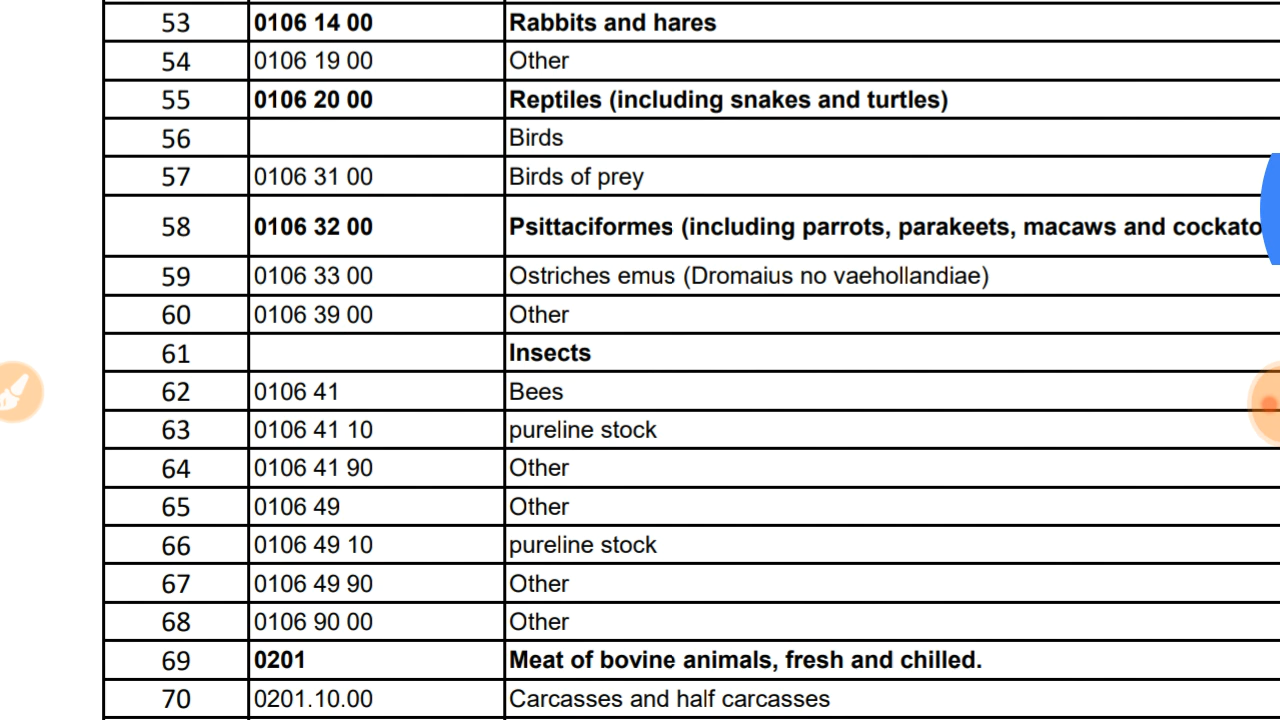 53 0106 14 00 Rabbits and hares
54 0106 19 00 Other
55 0106 20 00 Reptiles (including snakes and turtles)
56 Birds
57 0106 31 00 Birds of prey
58 0106 32 00 Psittaciformes (including parrots, parakeets, macaws and
59 0106 33 00 Ostriches emus (Dromaius no vaehollandiae)
60 0106 39 00 Other
61 Insects
62 0106 41 Bees
63 0106 41 10 pureline stock
64 0106 41 90 Other
65 0106 49 Other
66 0106 49 10 pureline stock
67 0106 49 90 Other
68 0106 90 00 Other
69 0201 Meat of bovine animals, fresh and chilled.
70 0201.10.00 Carcasses and half carcasses